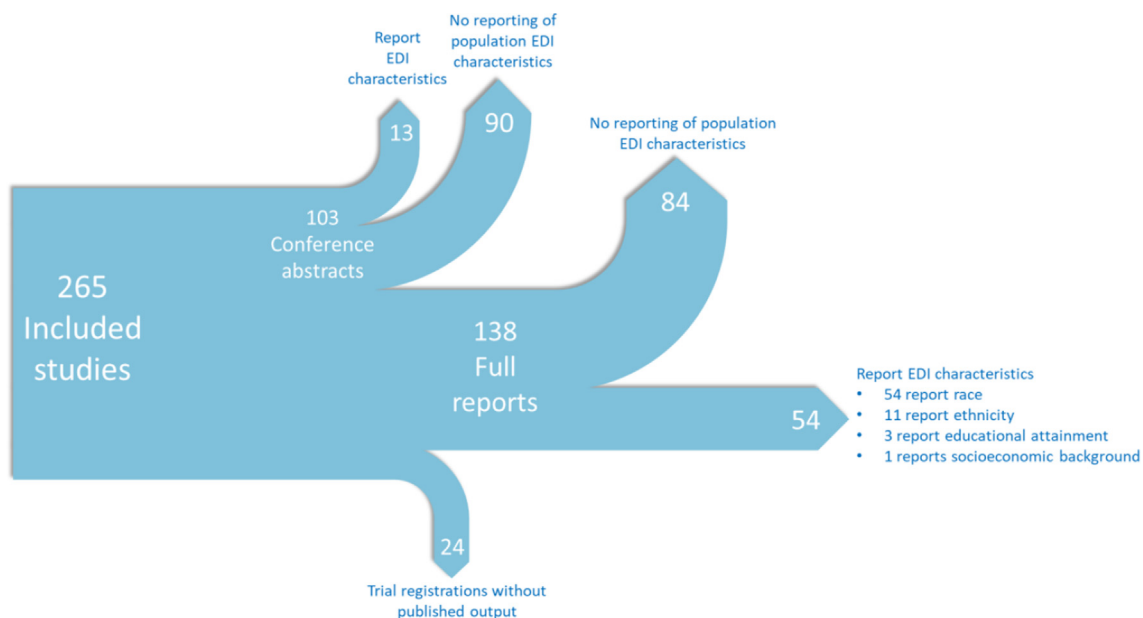 Report
EDI
characteristics
13
No reporting of
population EDI
characteristics
90
No reporting of population
EDI characteristics
84
103
Conference
abstracts
265
Included
studies
138
Full
reports
54
Report EDI characteristics
• 54 report race
• 11 report ethnicity
• 3 report educational attainment
• 1 reports socioeconomic background
24
Trial registrations without
published output